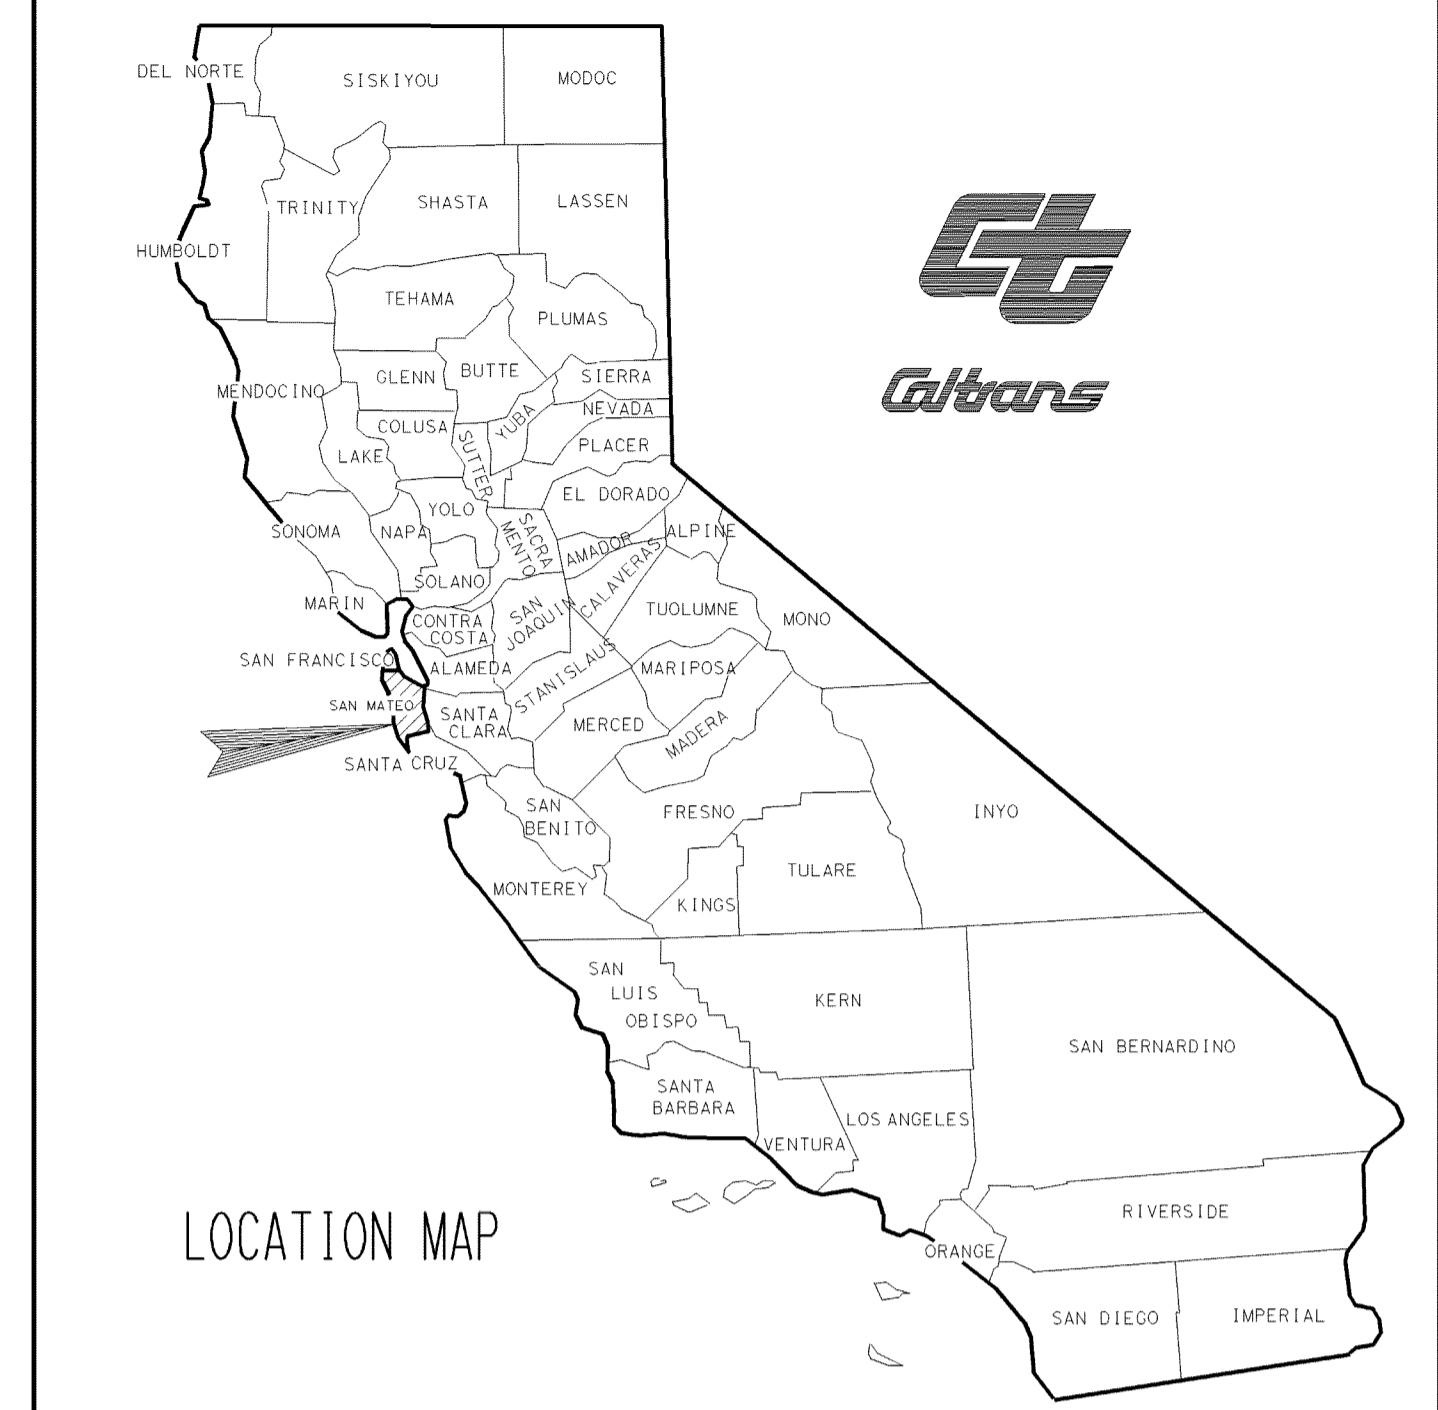 DEL NORTE
SISKIYOU
MODOC
TRINITY
SHASTA
LASSEN
HUMBOLDT
TEHAMA
PLUMAS
MENDOCINO
GLENN
BUTTE
SIERRA
NEVADA
COLUSA
YUBA
SUTTER
PLACER
LAKE
EL DORADO
YOLO
SONOMA
NAPA
SACRA
MENTO
AMADOR
ALPINE
SOLANO
CALAVERAS
MARIN
CONTRA
COSTA
SAN
JOAQUIN
TUOLUMNE
MONO
SAN FRANCISCO
ALAMEDA
STANISLAUS
MARIPOSA
SAN MATEO
SANTA
CLARA
MERCED
MADERA
SANTA CRUZ
SAN
BENITO
FRESNO
INYO
MONTEREY
KINGS
TULARE
SAN
LUIS
OBISPO
KERN
SAN BERNARDINO
SANTA
BARBARA
VENTURA
LOS ANGELES
RIVERSIDE
ORANGE
SAN DIEGO
IMPERIAL
Ct
Caltrans
LOCATION MAP